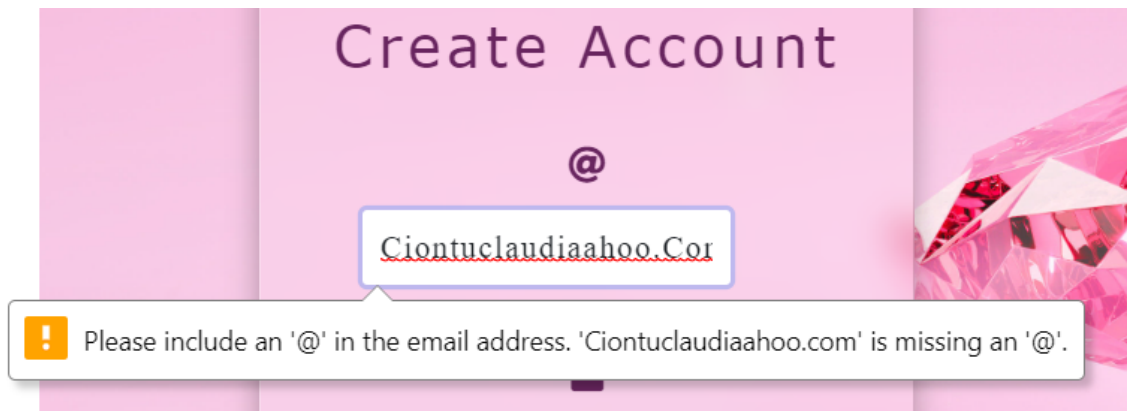 Create Account
@
Ciontuclaudiaahoo.Cor
! Please include an '@' in the email address. 'Ciontuclaudiaahoo.com' is missing an '@'.